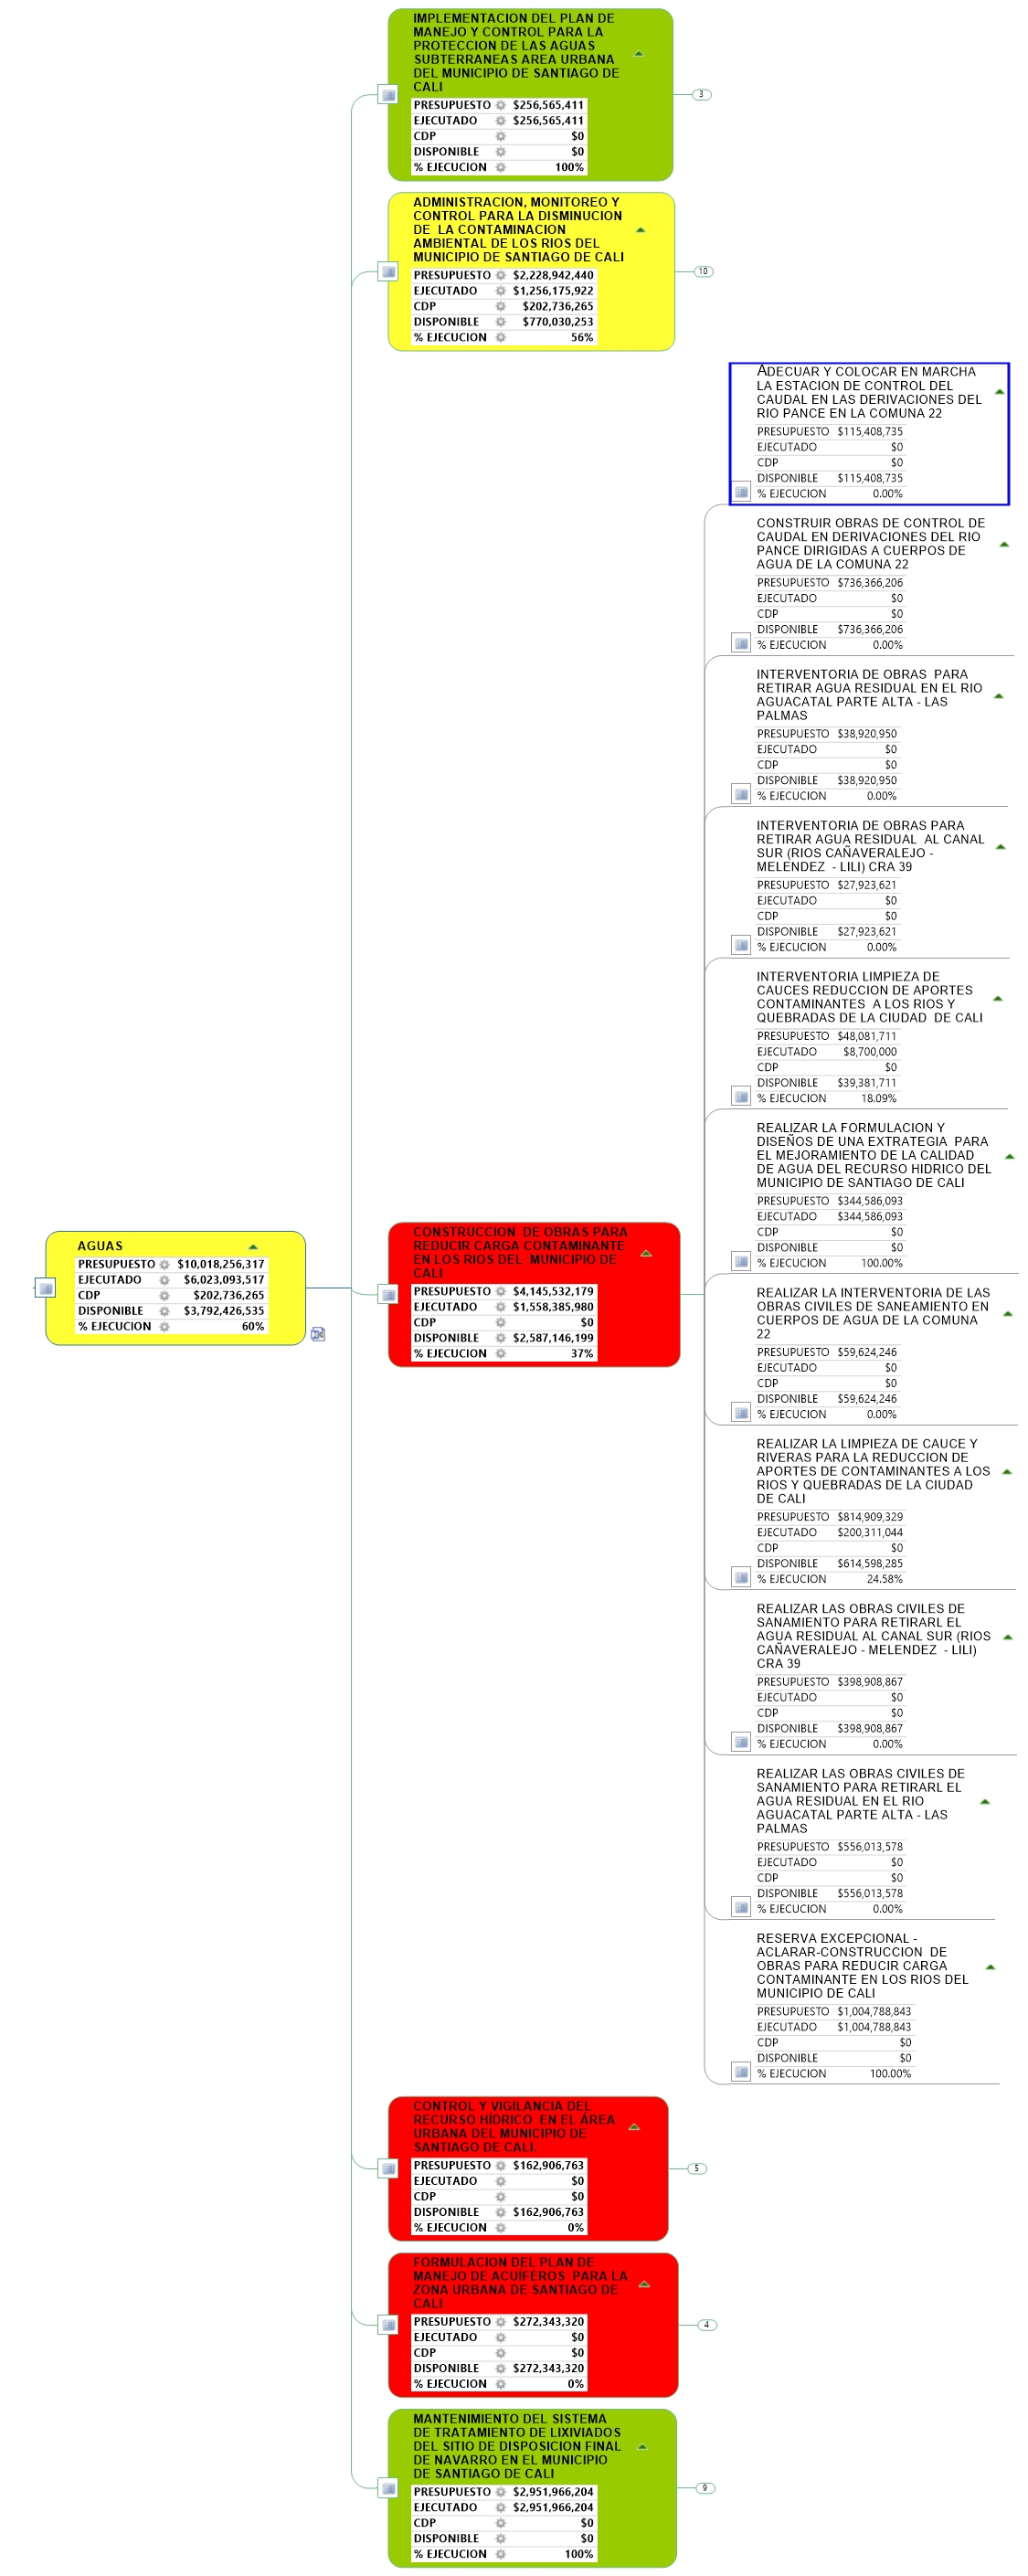 IMPLEMENTACION DEL PLAN DE
MANEJO Y CONTROL PARA LA
PROTECCION DE LAS AGUAS
SUBTERRANEAS AREA URBANA
DEL MUNICIPIO DE SANTIAGO DE
CALI
PRESUPUESTO $256,565,411
EJECUTADO $256,565,411
CDP $0
DISPONIBLE $0
% EJECUCION 100%
3
ADMINISTRACION, MONITOREO Y
CONTROL PARA LA DISMINUCION
DE LA CONTAMINACION
AMBIENTAL DE LOS RIOS DEL
MUNICIPIO DE SANTIAGO DE CALI
PRESUPUESTO $2,228,942,440
EJECUTADO $1,256,175,922
CDP $202,736,265
DISPONIBLE $770,030,253
% EJECUCION 56%
10
AGUAS
PRESUPUESTO $10,018,256,317
EJECUTADO $6,023,093,517
CDP $202,736,265
DISPONIBLE $3,792,426,535
% EJECUCION 60%
CONSTRUCCION DE OBRAS PARA
REDUCIR CARGA CONTAMINANTE
EN LOS RIOS DEL MUNICIPIO DE
CALI
PRESUPUESTO $4,145,532,179
EJECUTADO $1,558,385,980
CDP $0
DISPONIBLE $2,587,146,199
% EJECUCION 37%
ADECUAR Y COLOCAR EN MARCHA
LA ESTACION DE CONTROL DEL
CAUDAL EN LAS DERIVACIONES DEL
RIO PANCE EN LA COMUNA 22
PRESUPUESTO $115,408,735
EJECUTADO $0
CDP $0
DISPONIBLE $115,408,735
% EJECUCION 0.00%
CONSTRUIR OBRAS DE CONTROL DE
CAUDAL EN DERIVACIONES DEL RIO
PANCE DIRIGIDAS A CUERPOS DE
AGUA DE LA COMUNA 22
PRESUPUESTO $736,366,206
EJECUTADO $0
CDP $0
DISPONIBLE $736,366,206
% EJECUCION 0.00%
INTERVENTORIA DE OBRAS PARA
RETIRAR AGUA RESIDUAL EN EL RIO
AGUACATAL PARTE ALTA - LAS
PALMAS
PRESUPUESTO $38,920,950
EJECUTADO $0
CDP $0
DISPONIBLE $38,920,950
% EJECUCION 0.00%
INTERVENTORIA DE OBRAS PARA
RETIRAR AGUA RESIDUAL AL CANAL
SUR (RIOS CAÑAVERALEJO -
MELENDEZ - LILI) CRA 39
PRESUPUESTO $27,923,621
EJECUTADO $0
CDP $0
DISPONIBLE $27,923,621
% EJECUCION 0.00%
INTERVENTORIA LIMPIEZA DE
CAUCES REDUCCION DE APORTES
CONTAMINANTES A LOS RIOS Y
QUEBRADAS DE LA CIUDAD DE CALI
PRESUPUESTO $48,081,711
EJECUTADO $8,700,000
CDP $0
DISPONIBLE $39,381,711
% EJECUCION 18.09%
REALIZAR LA FORMULACION Y
DISEÑOS DE UNA EXTRATEGIA PARA
EL MEJORAMIENTO DE LA CALIDAD
DE AGUA DEL RECURSO HIDRICO DEL
MUNICIPIO DE SANTIAGO DE CALI
PRESUPUESTO $344,586,093
EJECUTADO $344,586,093
CDP $0
DISPONIBLE $0
% EJECUCION 100.00%
REALIZAR LA INTERVENTORIA DE LAS
OBRAS CIVILES DE SANEAMIENTO EN
CUERPOS DE AGUA DE LA COMUNA
22
PRESUPUESTO $59,624,246
EJECUTADO $0
CDP $0
DISPONIBLE $59,624,246
% EJECUCION 0.00%
REALIZAR LA LIMPIEZA DE CAUCE Y
RIVERAS PARA LA REDUCCION DE
APORTES DE CONTAMINANTES A LOS
RIOS Y QUEBRADAS DE LA CIUDAD
DE CALI
PRESUPUESTO $814,909,329
EJECUTADO $200,311,044
CDP $0
DISPONIBLE $614,598,285
% EJECUCION 24.58%
REALIZAR LAS OBRAS CIVILES DE
SANAMIENTO PARA RETIRARL EL
AGUA RESIDUAL AL CANAL SUR (RIOS
CAÑAVERALEJO - MELENDEZ - LILI)
CRA 39
PRESUPUESTO $398,908,867
EJECUTADO $0
CDP $0
DISPONIBLE $398,908,867
% EJECUCION 0.00%
REALIZAR LAS OBRAS CIVILES DE
SANAMIENTO PARA RETIRARL EL
AGUA RESIDUAL EN EL RIO
AGUACATAL PARTE ALTA - LAS
PALMAS
PRESUPUESTO $556,013,578
EJECUTADO $0
CDP $0
DISPONIBLE $556,013,578
% EJECUCION 0.00%
RESERVA EXCEPCIONAL -
ACLARAR-CONSTRUCCION DE
OBRAS PARA REDUCIR CARGA
CONTAMINANTE EN LOS RIOS DEL
MUNICIPIO DE CALI
PRESUPUESTO $1,004,788,843
EJECUTADO $1,004,788,843
CDP $0
DISPONIBLE $0
% EJECUCION 100.00%
CONTROL Y VIGILANCIA DEL
RECURSO HÍDRICO EN EL ÁREA
URBANA DEL MUNICIPIO DE
SANTIAGO DE CALI.
PRESUPUESTO $162,906,763
EJECUTADO $0
CDP $0
DISPONIBLE $162,906,763
% EJECUCION 0%
5
FORMULACION DEL PLAN DE
MANEJO DE ACUÍFEROS PARA LA
ZONA URBANA DE SANTIAGO DE
CALI
PRESUPUESTO $272,343,320
EJECUTADO $0
CDP $0
DISPONIBLE $272,343,320
% EJECUCION 0%
4
MANTENIMIENTO DEL SISTEMA
DE TRATAMIENTO DE LIXIVIADOS
DEL SITIO DE DISPOSICION FINAL
DE NAVARRO EN EL MUNICIPIO
DE SANTIAGO DE CALI
PRESUPUESTO $2,951,966,204
EJECUTADO $2,951,966,204
CDP $0
DISPONIBLE $0
% EJECUCION 100%
9